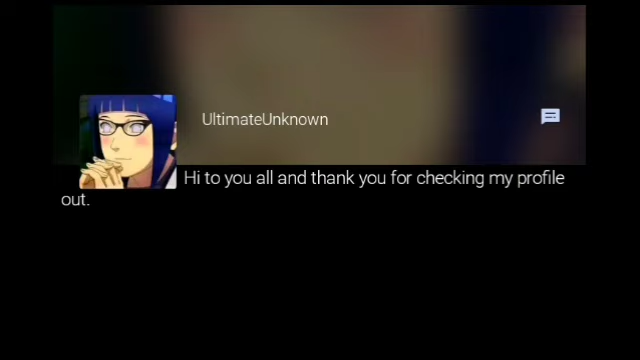 UltimateUnknown
Hi to you all and thank you for checking my profile
out.